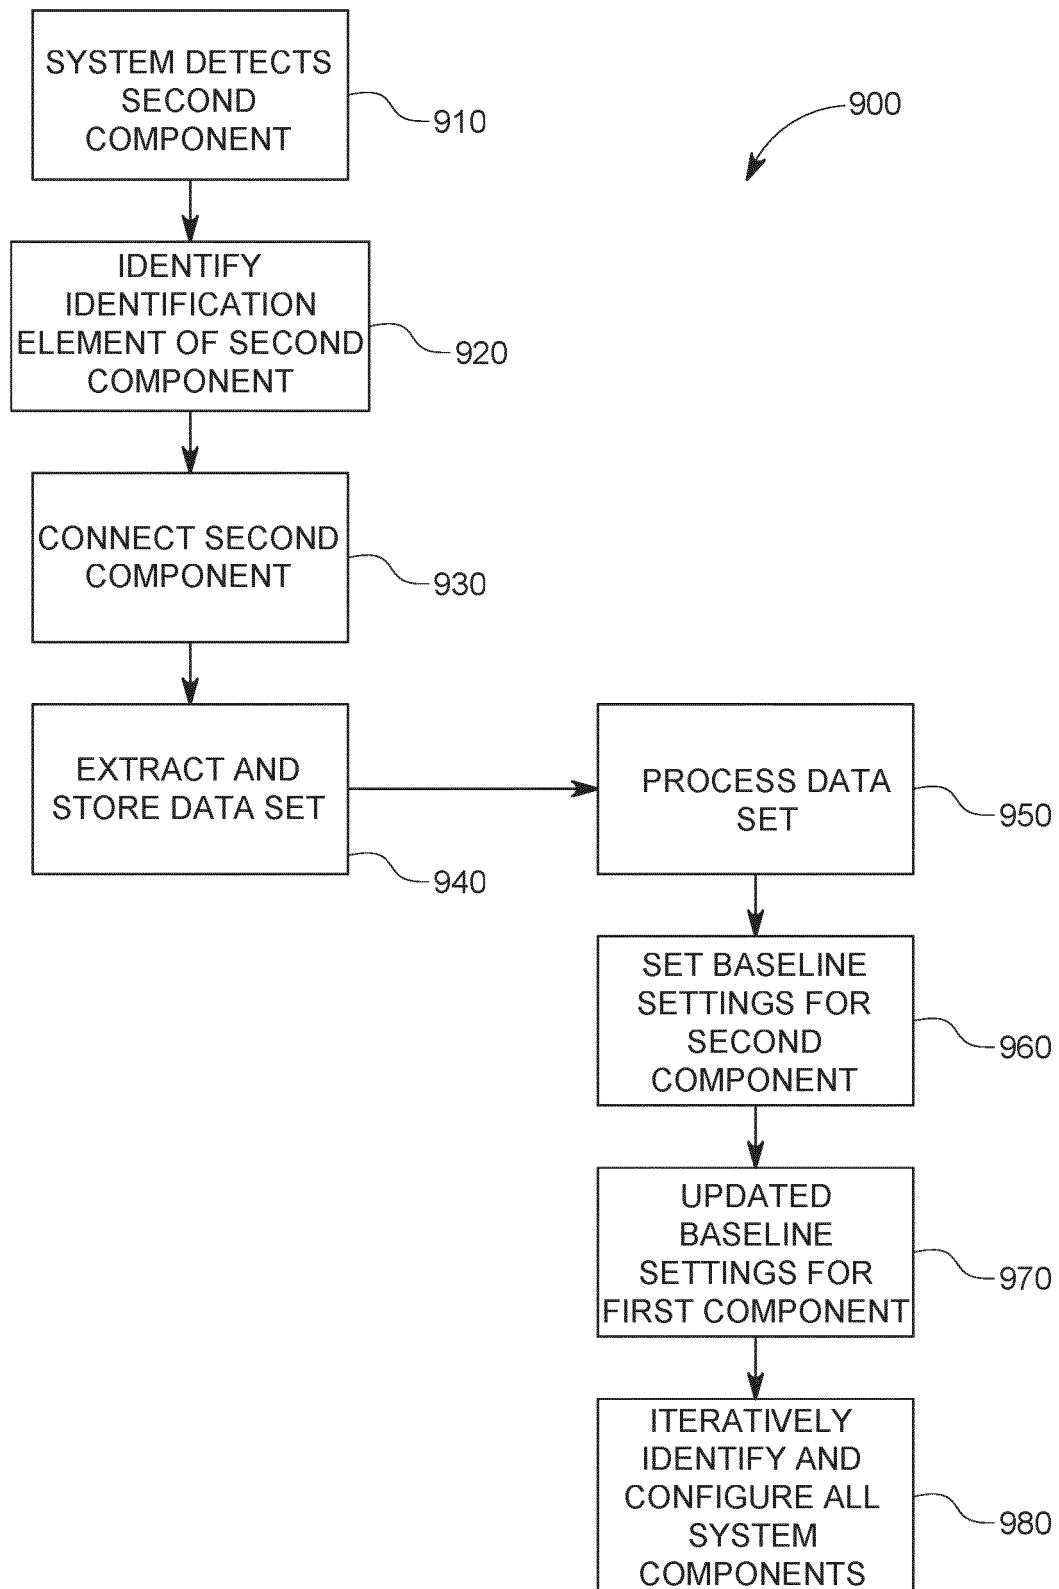 SYSTEM DETECTS
SECOND
COMPONENT
910
900
IDENTIFY
IDENTIFICATION
ELEMENT OF SECOND
COMPONENT
920
CONNECT SECOND
COMPONENT
930
EXTRACT AND
STORE DATA SET
940
PROCESS DATA
SET
950
SET BASELINE
SETTINGS FOR
SECOND
COMPONENT
960
UPDATED
BASELINE
SETTINGS FOR
FIRST COMPONENT
970
ITERATIVELY
IDENTIFY AND
CONFIGURE ALL
SYSTEM
COMPONENTS
980